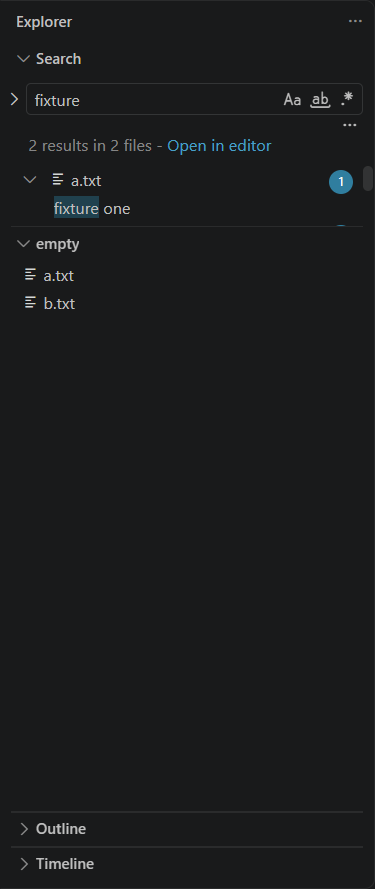 Explorer
Search
fixture Aa ab .*
2 results in 2 files - Open in editor
a.txt 1
fixture one
empty
a.txt
b.txt
Outline
Timeline